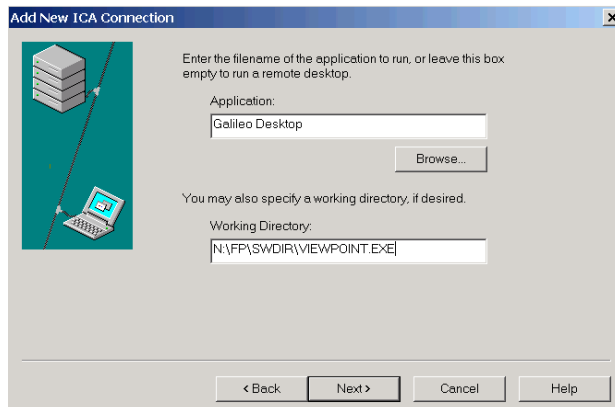 Add New ICA Connection
Enter the filename of the application to run, or leave this box
empty to run a remote desktop.
Application:
Galileo Desktop
Browse...
You may also specify a working directory, if desired.
Working Directory:
N:\FP\SWDIR\VIEWPOINT.EXE
< Back Next > Cancel Help